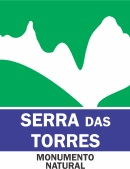 SERRA DAS
TORRES
MONUMENTO
NATURAL